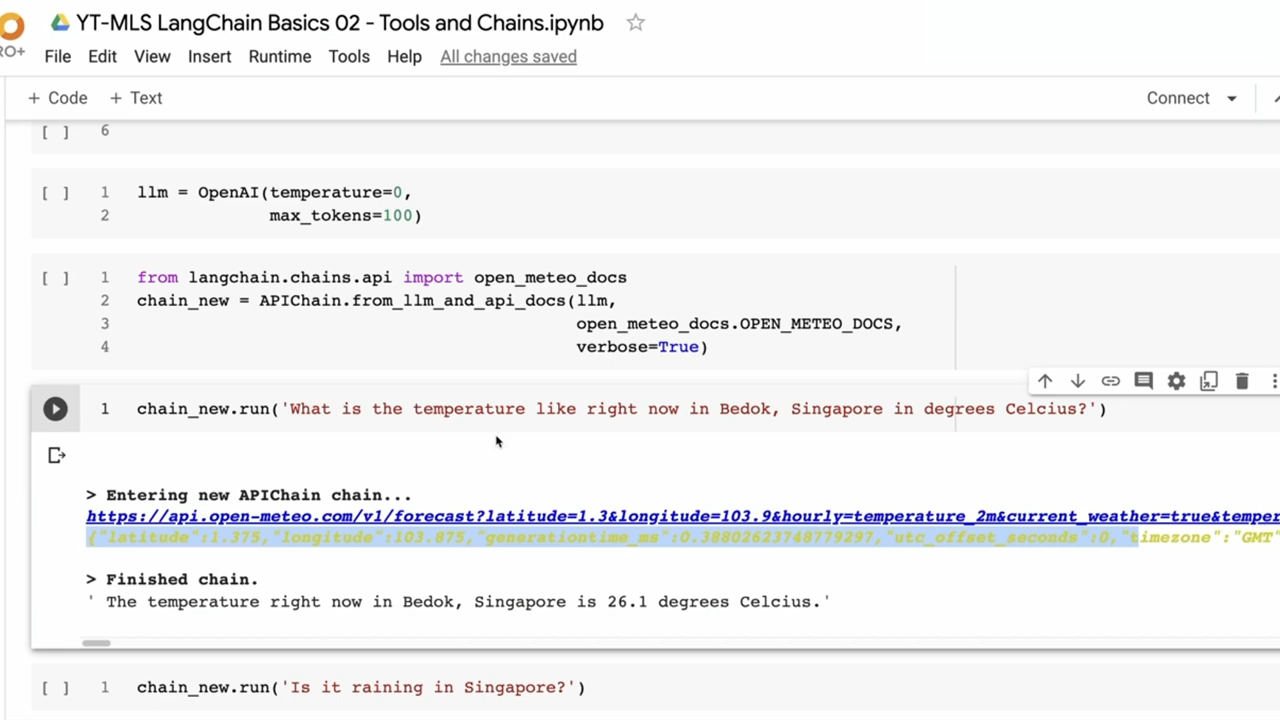 YT-MLS LangChain Basics 02 - Tools and Chains.ipynb
RO+
File Edit View Insert Runtime Tools Help All changes saved
+ Code + Text Connect
[ ] 6
[ ] 1 llm = OpenAI(temperature=0,
2 max_tokens=100)
[ ] 1 from langchain.chains.api import open_meteo_docs
2 chain_new = APIChain.from_llm_and_api_docs(llm,
3 open_meteo_docs.OPEN_METEO_DOCS,
4 verbose=True)
1 chain_new.run('What is the temperature like right now in Bedok, Singapore in degrees Celcius?')
> Entering new APIChain chain...
https://api.open-meteo.com/v1/forecast?latitude=1.3&longitude=103.9&hourly=temperature_2m&current_weather=true&temper
{"latitude":1.375,"longitude":103.875,"generationtime_ms":0.38802623748779297,"utc_offset_seconds":0,"timezone":"GMT"
> Finished chain.
' The temperature right now in Bedok, Singapore is 26.1 degrees Celcius.'
[ ] 1 chain_new.run('Is it raining in Singapore?')